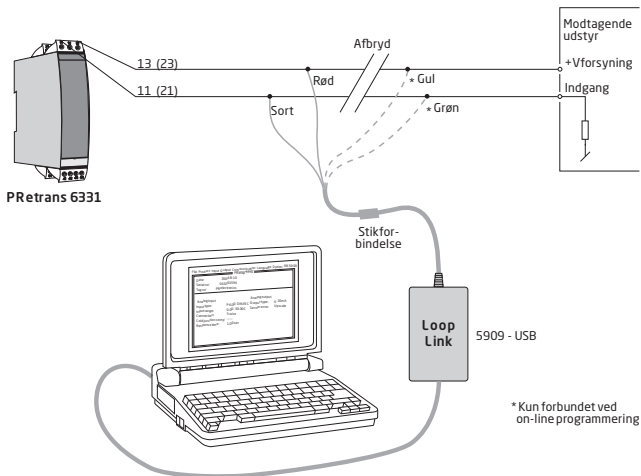 Modtagende
udstyr
+Vforsyning
Indgang
Afbryd
13 (23)
11 (21)
Rød
Sort
* Gul
* Grøn
PRetrans 6331
Stikfor-
bindelse
Loop
Link
5909 - USB
* Kun forbundet ved
on-line programmering